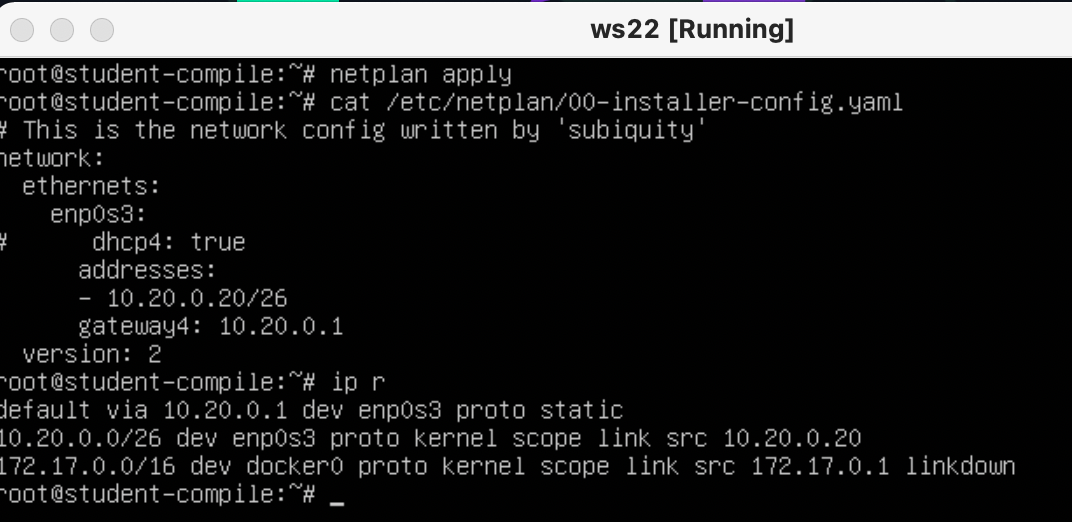 ws22 [Running]
root@student-compile:~# netplan apply
root@student-compile:~# cat /etc/netplan/00-installer-config.yaml
# This is the network config written by 'subiquity'
network:
  ethernets:
    enp0s3:
#      dhcp4: true
      addresses:
      - 10.20.0.20/26
      gateway4: 10.20.0.1
  version: 2
root@student-compile:~# ip r
default via 10.20.0.1 dev enp0s3 proto static
10.20.0.0/26 dev enp0s3 proto kernel scope link src 10.20.0.20
172.17.0.0/16 dev docker0 proto kernel scope link src 172.17.0.1 linkdown
root@student-compile:~# _